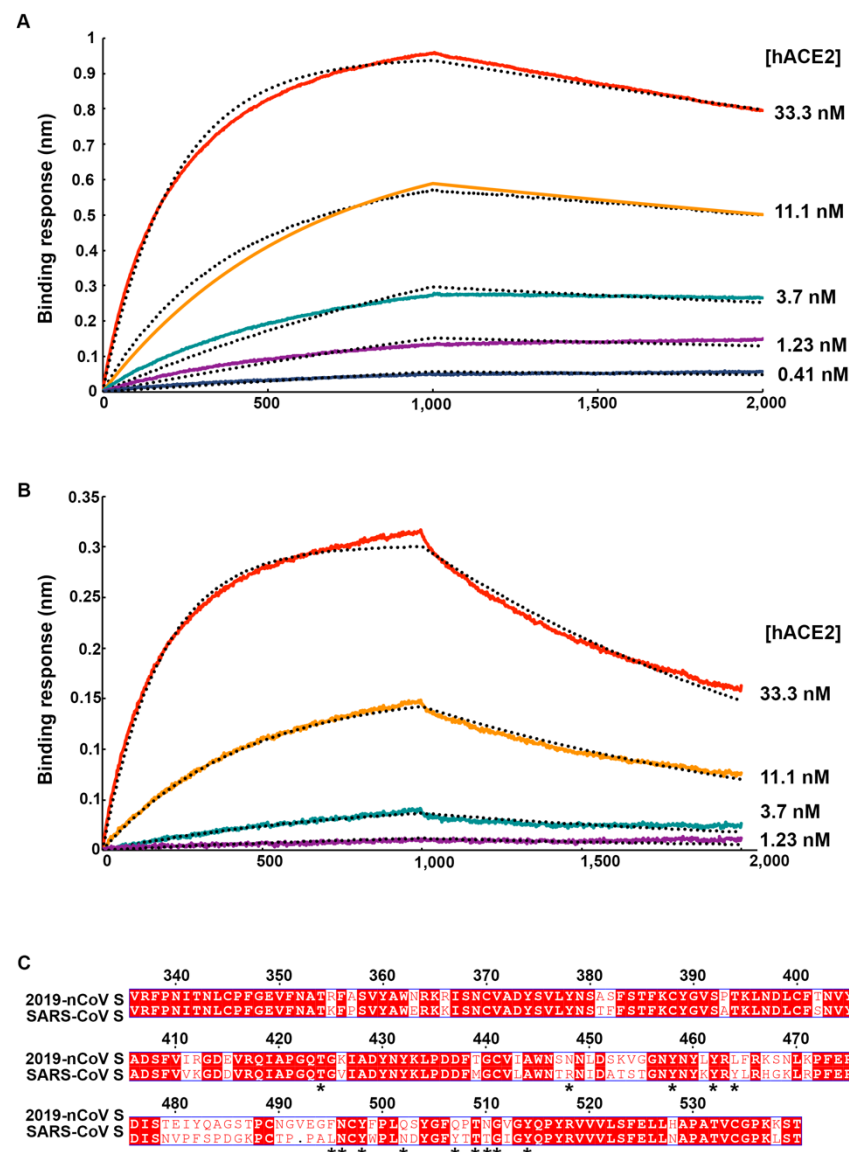 A
1
0.9
0.8
0.7
0.6
0.5
0.4
0.3
0.2
0.1
0
Binding response (nm)
0
500
1,000
1,500
2,000
[hACE2]
33.3 nM
11.1 nM
3.7 nM
1.23 nM
0.41 nM
B
0.35
0.3
0.25
0.2
0.15
0.1
0.1
0
Binding response (nm)
0
500
1,000
1,500
2,000
[hACE2]
33.3 nM
11.1 nM
3.7 nM
1.23 nM
C
340 350 360 370 380 390 400
2019-nCoV S VRFPNITNLCPFGEVFNATRFASVYAWNRKRISNCVADYSVLYNSASFSTFKCYGVSPTKLNDLCFTNVY
SARS-CoV S VRFPNITNLCPFGEVFNATKFPSVYAWERKKISNCVADYSVLYNSTFFSTFKCYGVSATKLNDLCFSNVY
410 420 430 440 450 460 470
2019-nCoV S ADSFVIRGDEVRQIAPGQTGKIADYNYKLPDDFTGCVIAWNSNNLDSKVGGNYNYLYRLFRKSNLKPFER
SARS-CoV S ADSFVVKGDDVRQIAPGQTGVIADYNYKLPDDFMGCVLAWNTRNIDATSTGNYNYKYRYLRHGKLRPFER
* * * * *
480 490 500 510 520 530
2019-nCoV S DISTEIYQAGSTPCNGVEGFNCYFPLQSYGFQPTNGVGYQPYRVVVLSFELLHAPATVCGPKKST
SARS-CoV S DISNVPFSPDGKPCTP.PALNCYWPLNDYGFYTTTGIGYQPYRVVVLSFELLNAPATVCGPKLST
** * * * *** *